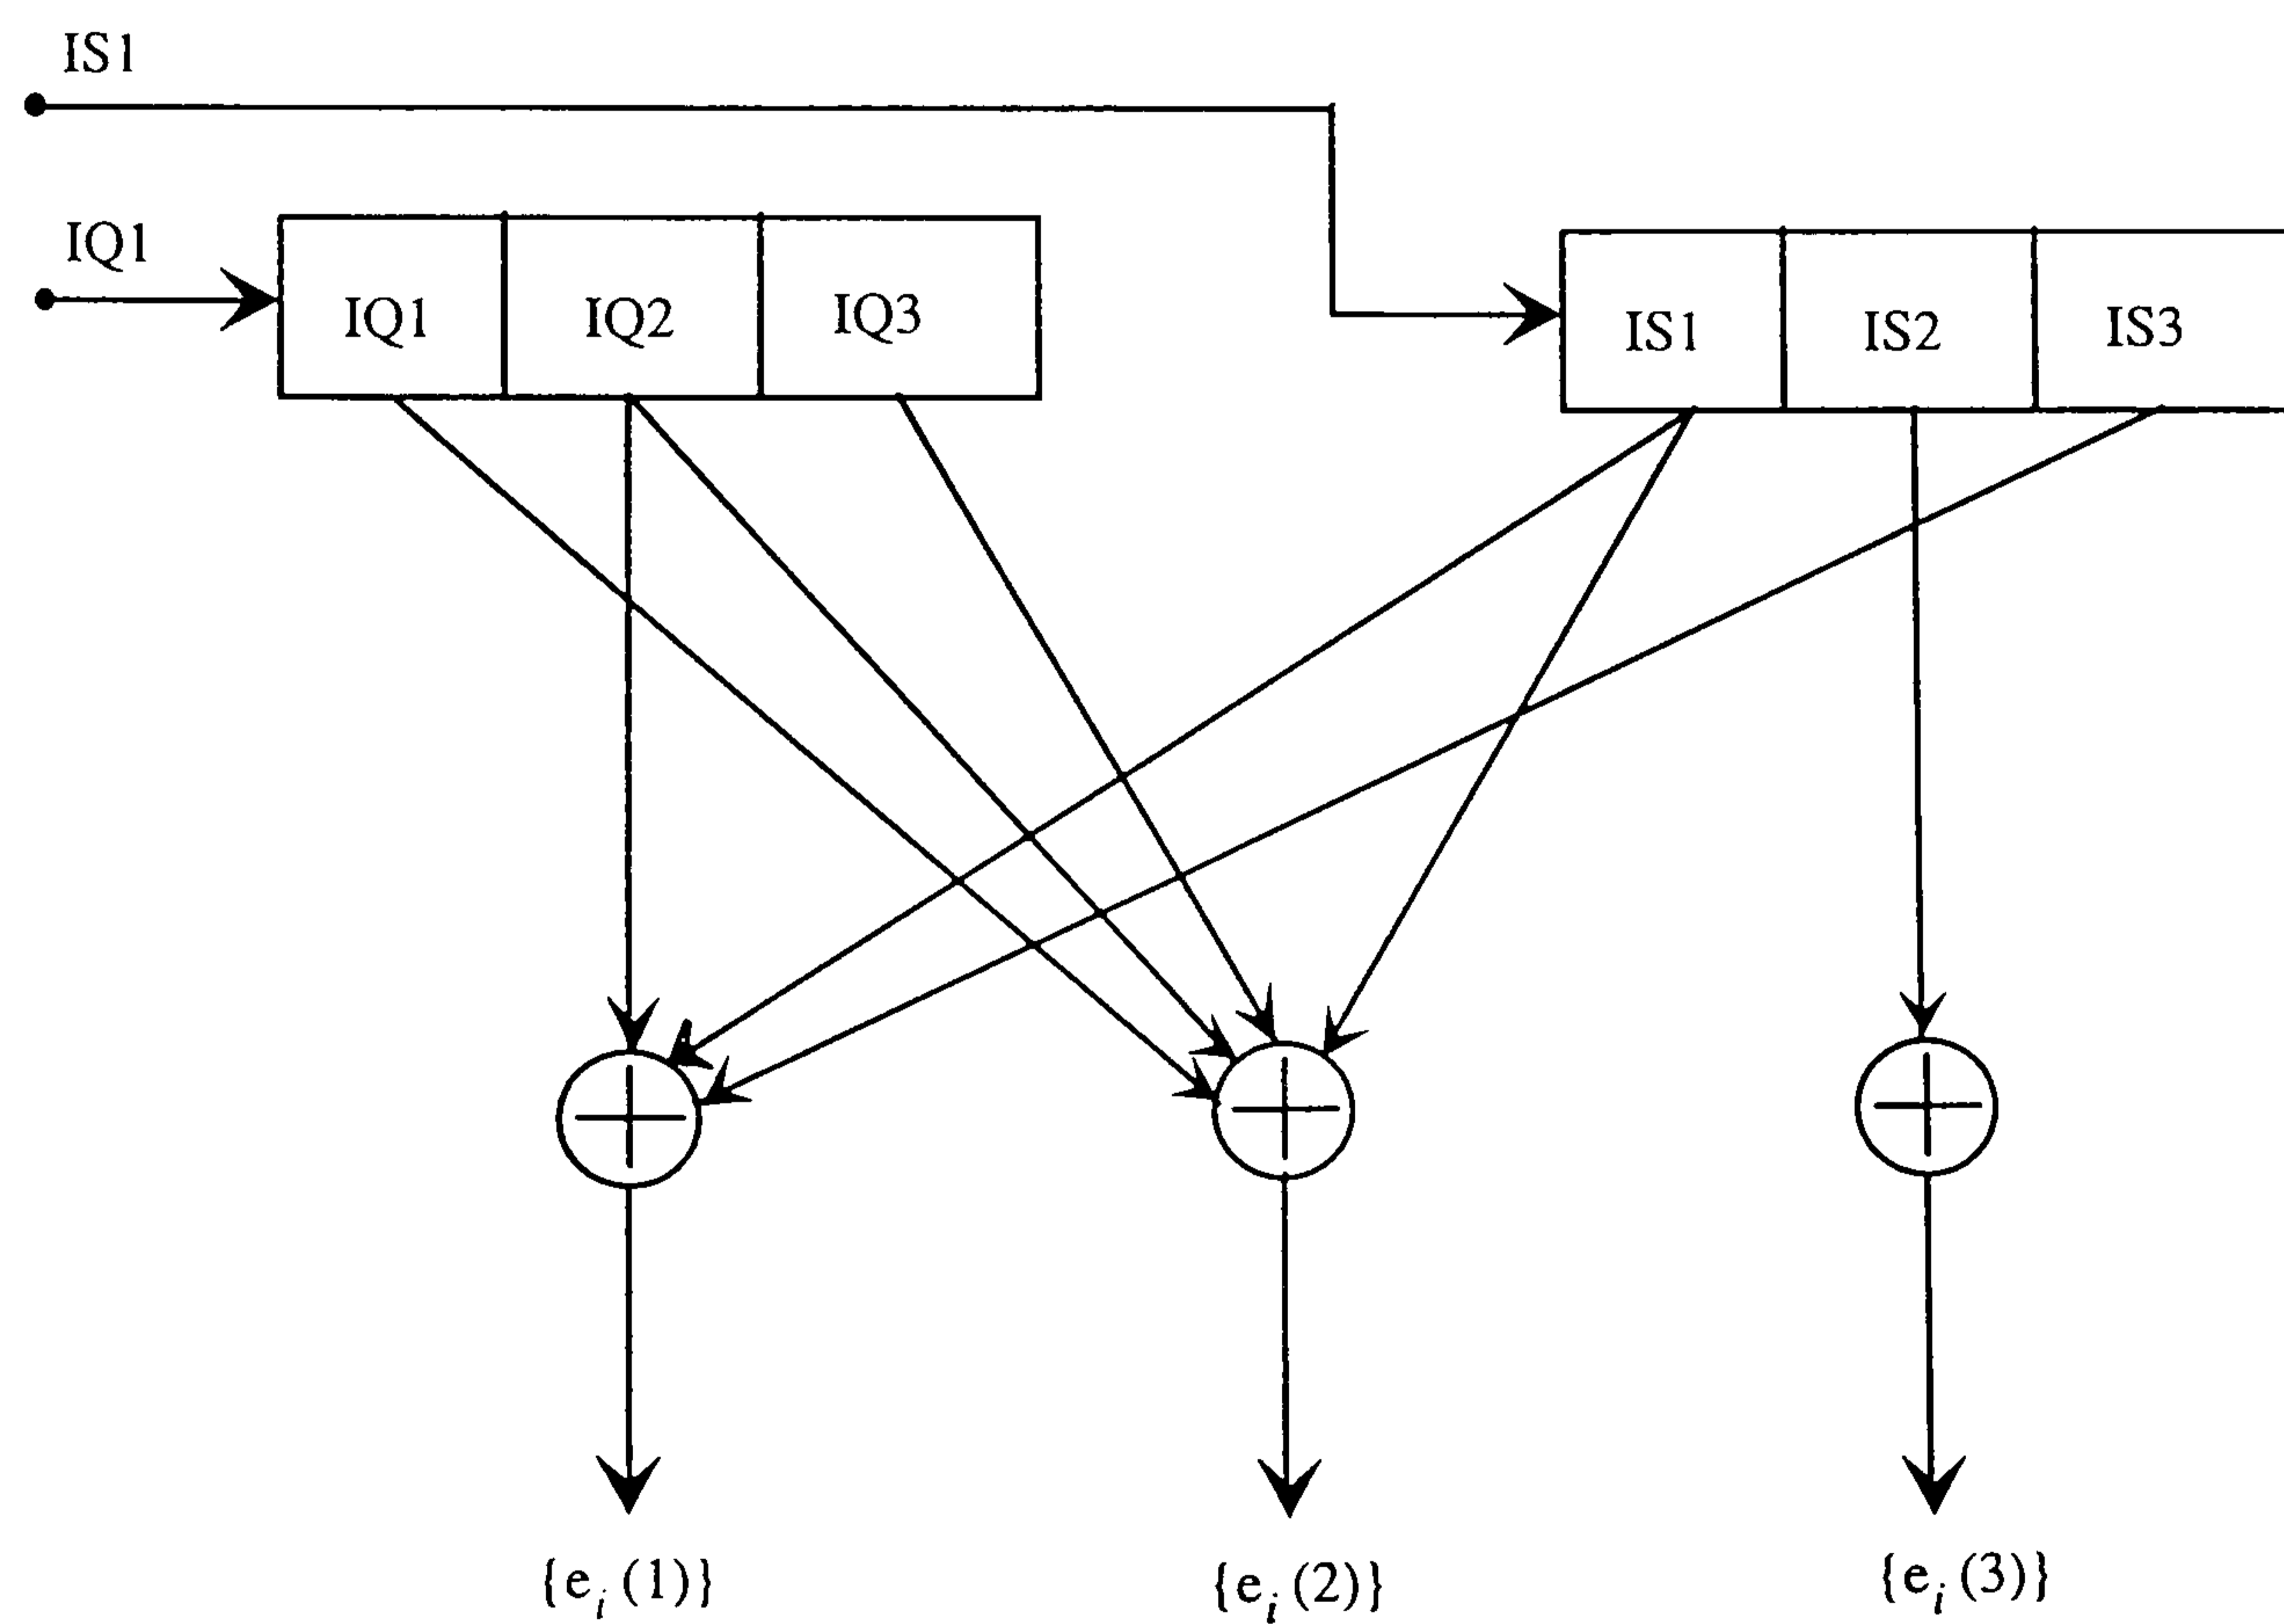 IS1
IQ1
IQ1 IQ2 IQ3
IS1 IS2 IS3
{e_i(1)} {e_i(2)} {e_i(3)}